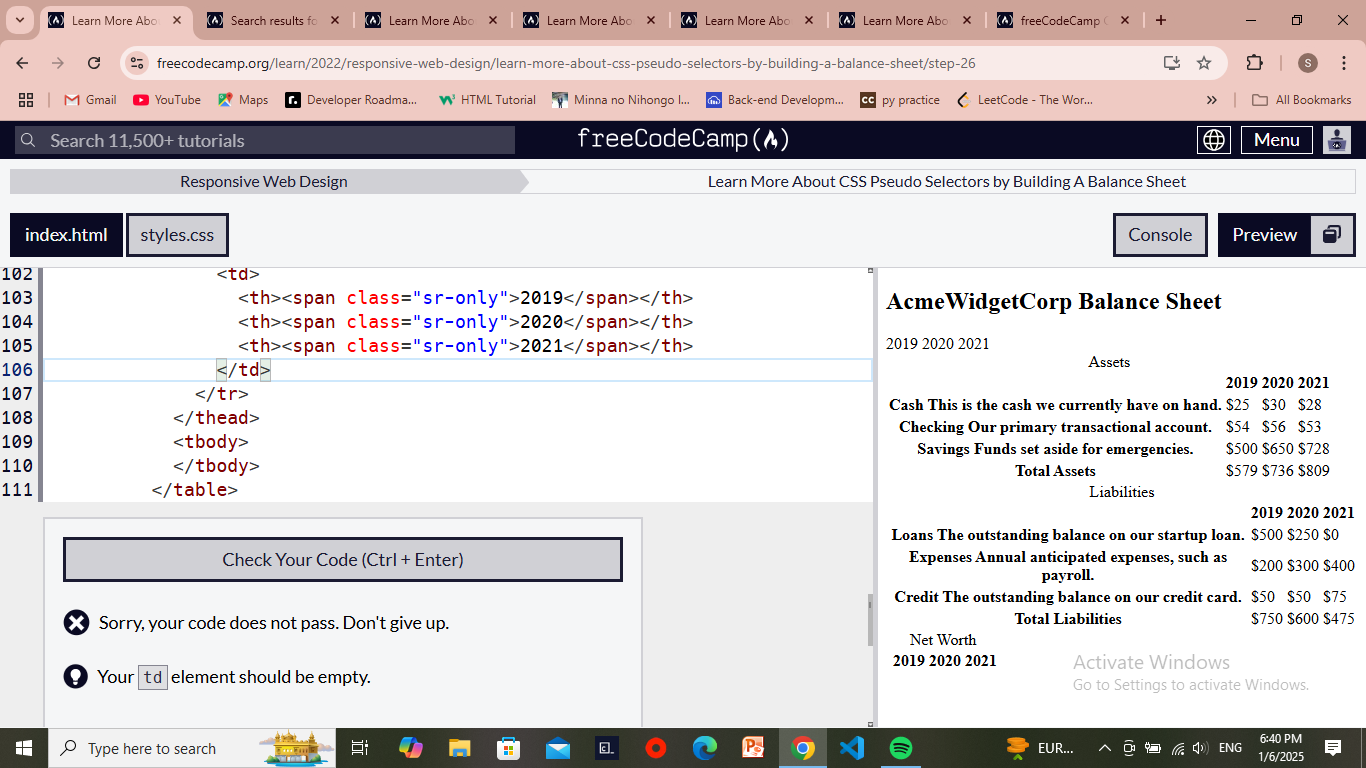 Learn More Abo
Search results fo
Learn More Abo
Learn More Abo
Learn More Abo
Learn More Abo
freeCodeCamp C
freecodecamp.org/learn/2022/responsive-web-design/learn-more-about-css-pseudo-selectors-by-building-a-balance-sheet/step-26
S
Gmail
YouTube
Maps
Developer Roadma...
HTML Tutorial
Minna no Nihongo I...
Back-end Developm...
py practice
LeetCode - The Wor...
All Bookmarks
Search 11,500+ tutorials
freeCodeCamp
Menu
Responsive Web Design
Learn More About CSS Pseudo Selectors by Building A Balance Sheet
index.html
styles.css
Console
Preview
102 <td>
103 <th><span class="sr-only">2019</span></th>
104 <th><span class="sr-only">2020</span></th>
105 <th><span class="sr-only">2021</span></th>
106 </td>
107 </tr>
108 </thead>
109 <tbody>
110 </tbody>
111 </table>
Check Your Code (Ctrl + Enter)
Sorry, your code does not pass. Don't give up.
Your td element should be empty.
AcmeWidgetCorp Balance Sheet
2019 2020 2021
Assets
2019 2020 2021
Cash This is the cash we currently have on hand. $25 $30 $28
Checking Our primary transactional account. $54 $56 $53
Savings Funds set aside for emergencies. $500 $650 $728
Total Assets $579 $736 $809
Liabilities
2019 2020 2021
Loans The outstanding balance on our startup loan. $500 $250 $0
Expenses Annual anticipated expenses, such as
payroll. $200 $300 $400
Credit The outstanding balance on our credit card. $50 $50 $75
Total Liabilities $750 $600 $475
Net Worth
2019 2020 2021
Activate Windows
Go to Settings to activate Windows.
Type here to search
EUR...
ENG
6:40 PM
1/6/2025